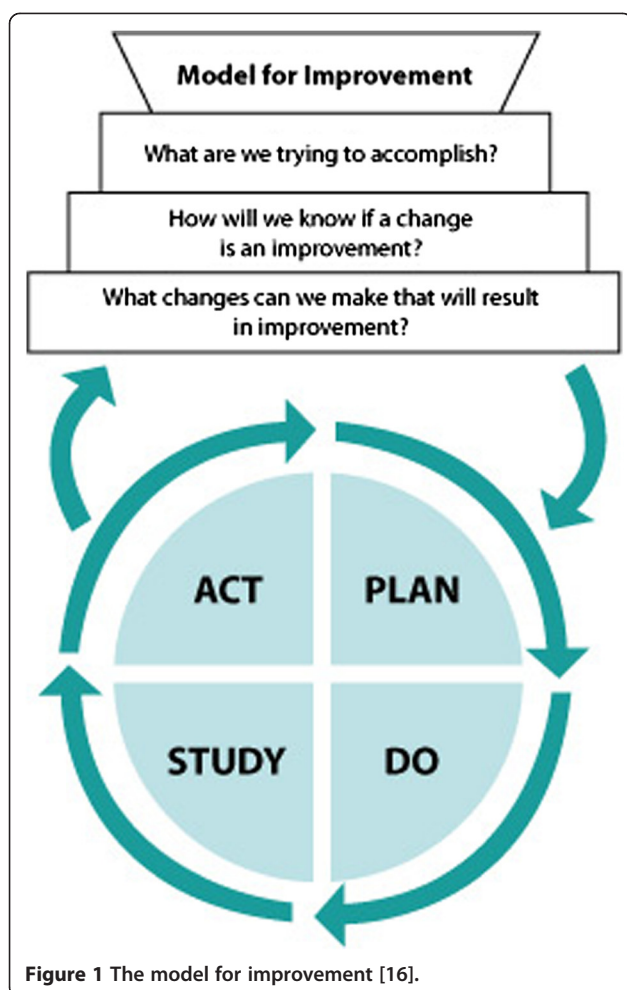 Model for Improvement
What are we trying to accomplish?
How will we know if a change
is an improvement?
What changes can we make that will result
in improvement?
ACT
PLAN
STUDY
DO
Figure 1 The model for improvement [16].